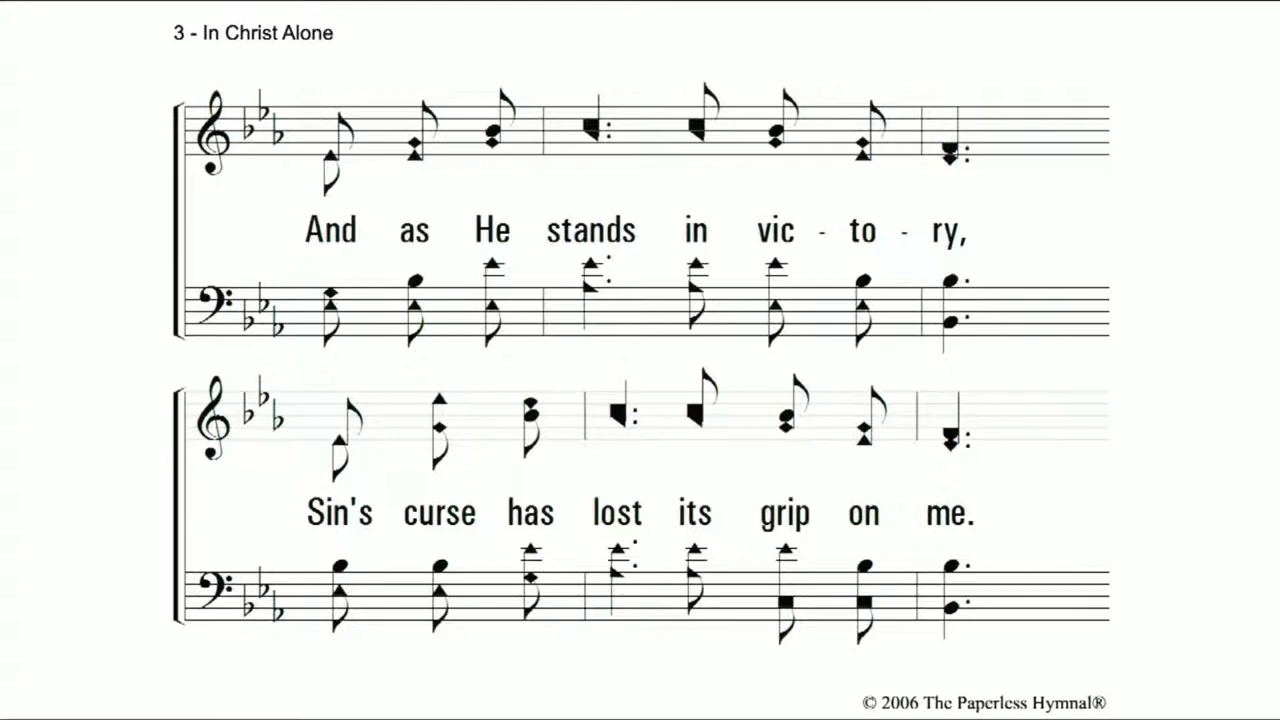 3 - In Christ Alone
And as He stands in vic - to - ry,
Sin's curse has lost its grip on me.
© 2006 The Paperless Hymnal®